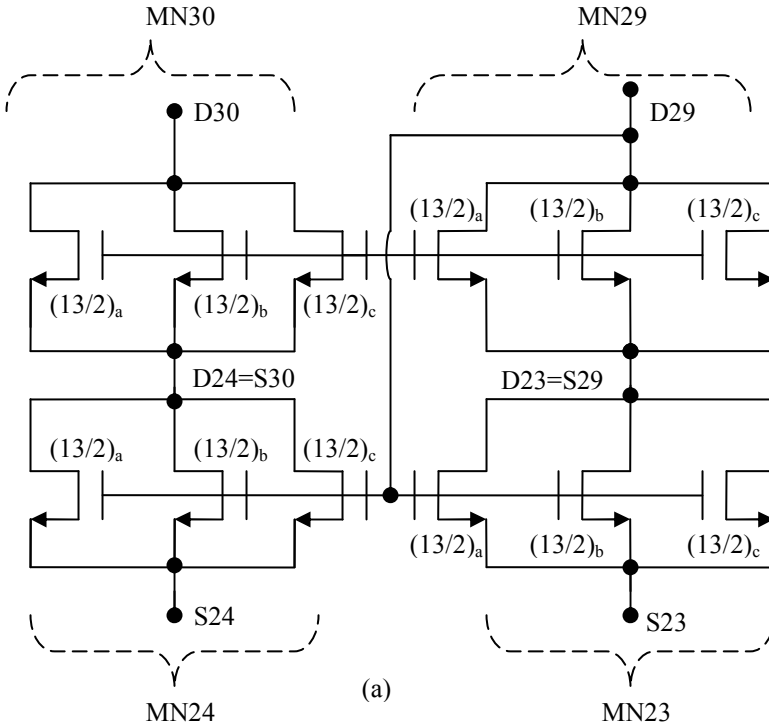 MN30 MN29
D30 D29
(13/2)a (13/2)b (13/2)c
(13/2)a (13/2)b (13/2)c
D24=S30 D23=S29
(13/2)a (13/2)b (13/2)c
(13/2)a (13/2)b (13/2)c
S24 S23
(a)
MN24 MN23